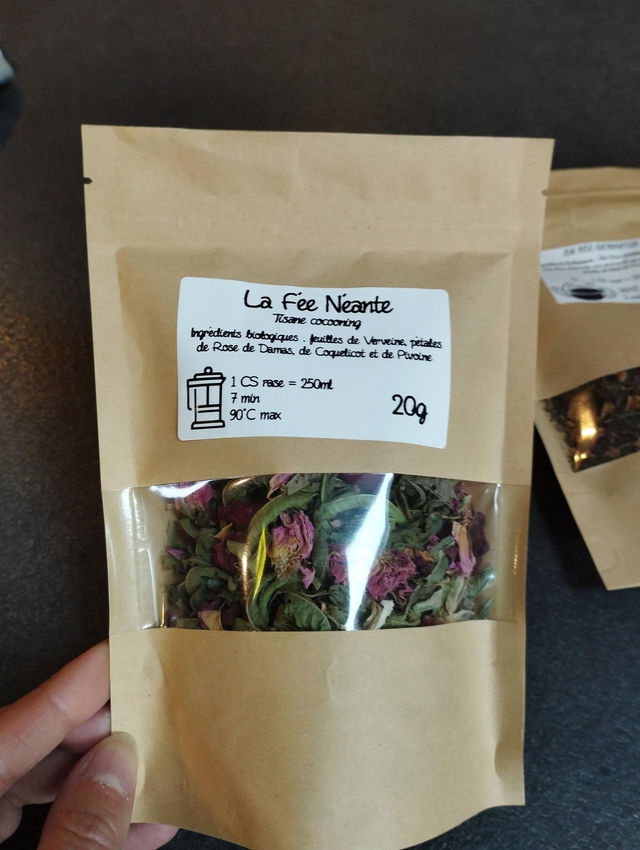 La Fée Néante
Tisane cocooning
Ingrédients biologiques : feuilles de Verveine, pétales
de Rose de Damas, de Coquelicot et de Pivoine
1 CS rase = 250ml
7 min
90°C max
20g